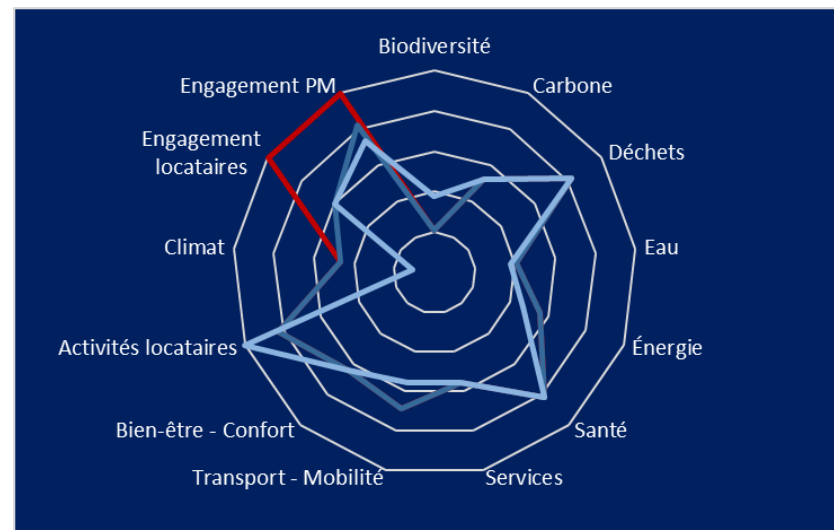 Biodiversité
Carbone
Déchets
Eau
Énergie
Santé
Services
Transport - Mobilité
Bien-être - Confort
Activités locataires
Climat
Engagement
locataires
Engagement PM